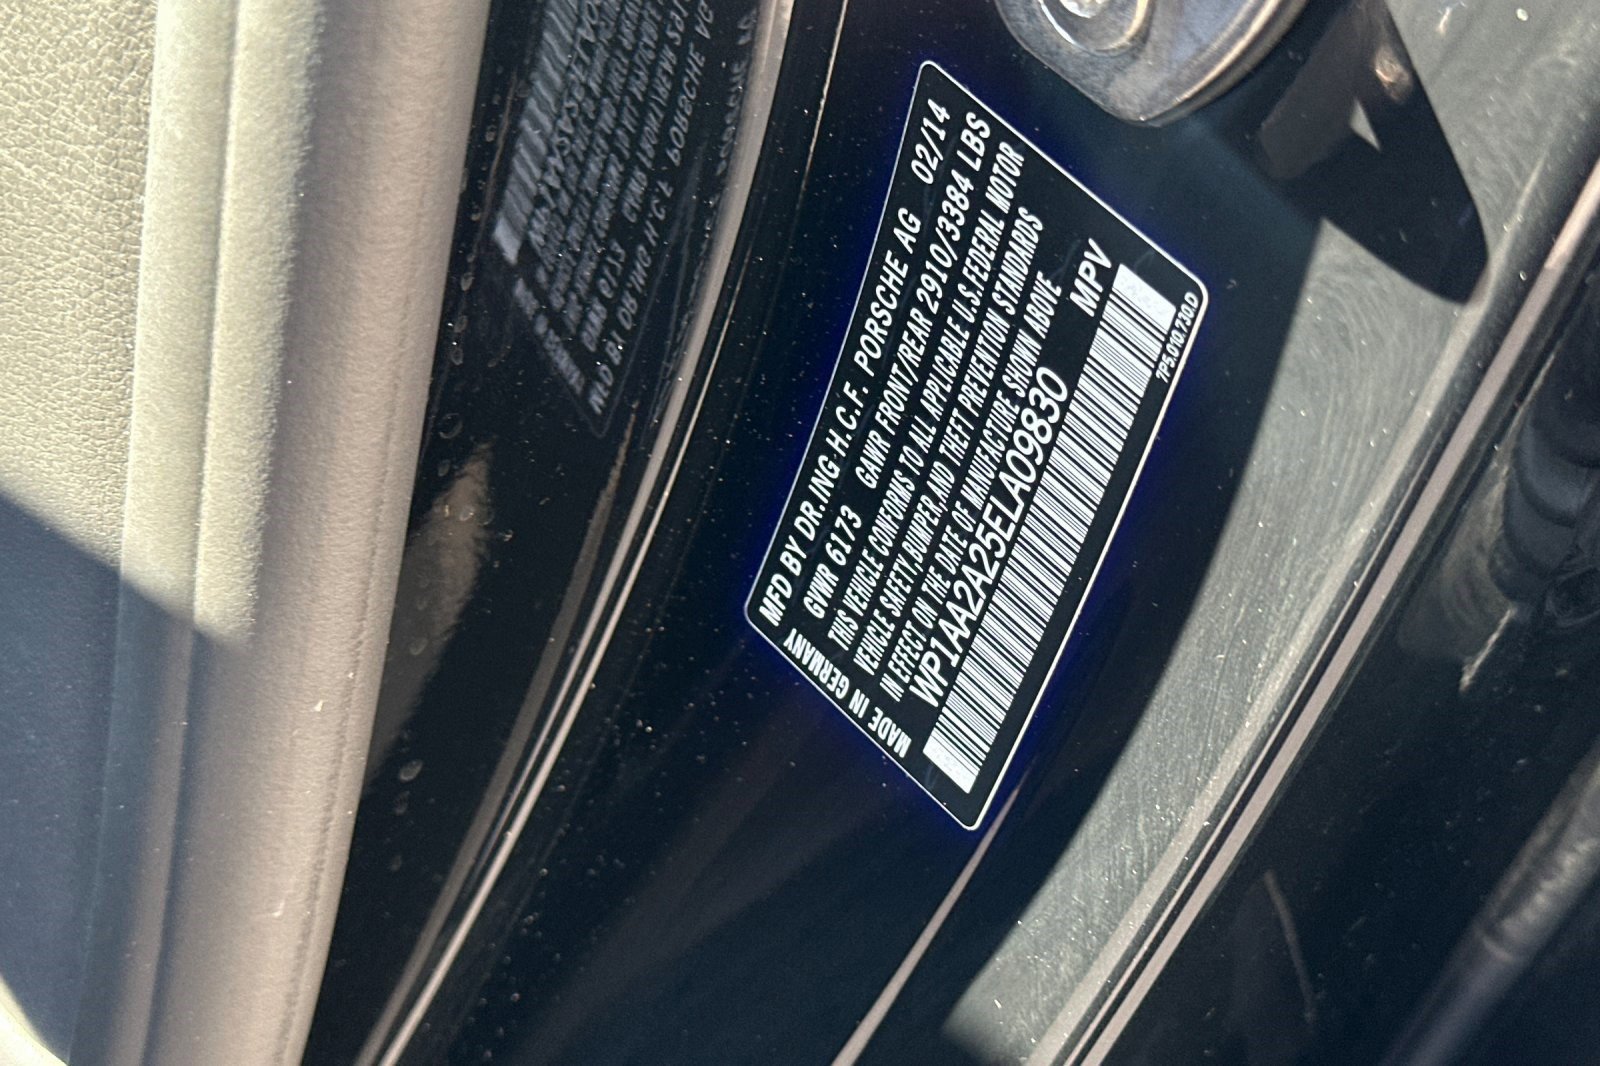 MFD BY DR.ING H.C.F. PORSCHE AG 02/14
GVWR 6173 GAWR FRONT/REAR 2910/3384 LBS
THIS VEHICLE CONFORMS TO ALL APPLICABLE U.S.FEDERAL MOTOR
VEHICLE SAFETY,BUMPER,AND THEFT PREVENTION STANDARDS
IN EFFECT ON THE DATE OF MANUFACTURE SHOWN ABOVE
WP1AA2A25ELA09830 MPV
MADE IN GERMANY
7P5.010.730.D